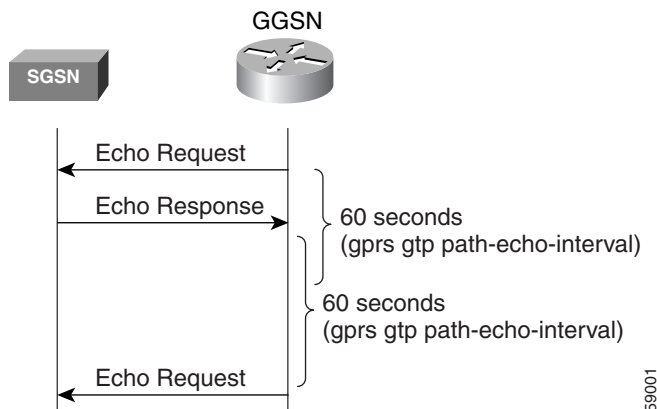 GGSN
SGSN
Echo Request
Echo Response
60 seconds
(gprs gtp path-echo-interval)
60 seconds
(gprs gtp path-echo-interval)
Echo Request
59001